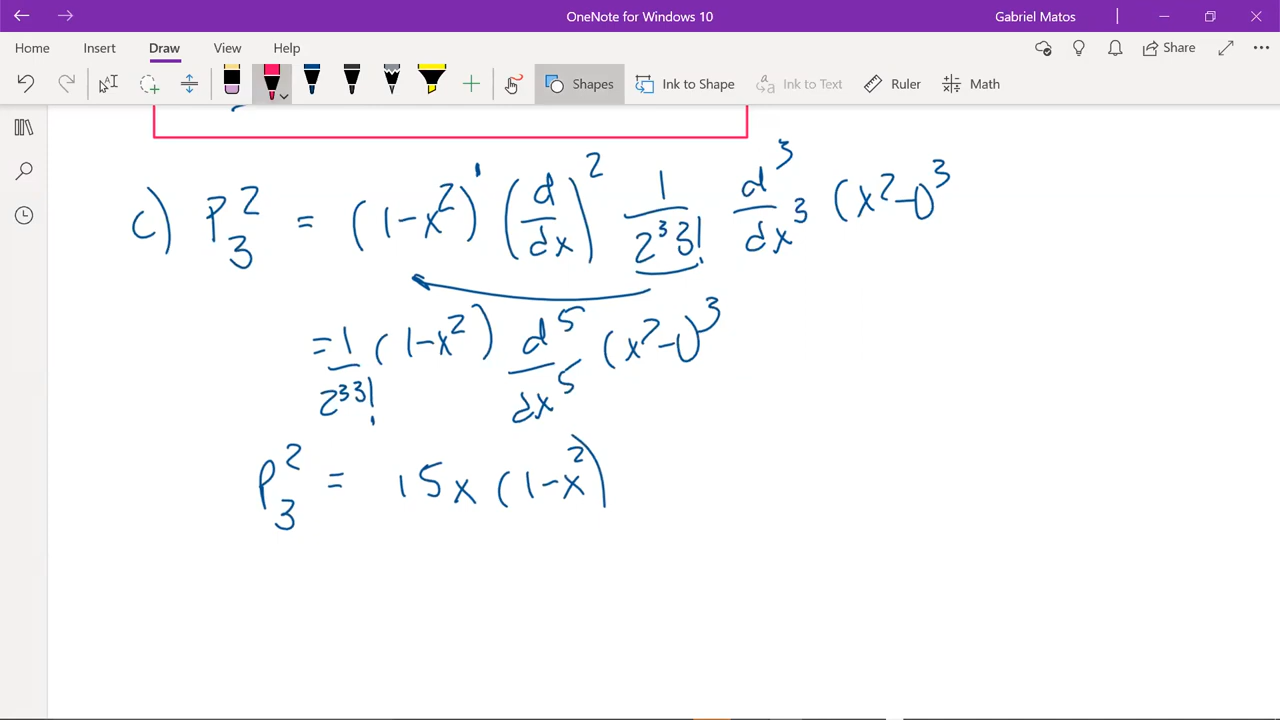 OneNote for Windows 10
Gabriel Matos
Home Insert Draw View Help
Share
Shapes Ink to Shape Ink to Text Ruler Math
c) P_3^2 = (1-x^2)^1 (d/dx)^2 1/(2^3 3!) d^3/dx^3 (x^2-1)^3
= 1/(2^3 3!) (1-x^2) d^5/dx^5 (x^2-1)^3
P_3^2 = 15x(1-x^2)